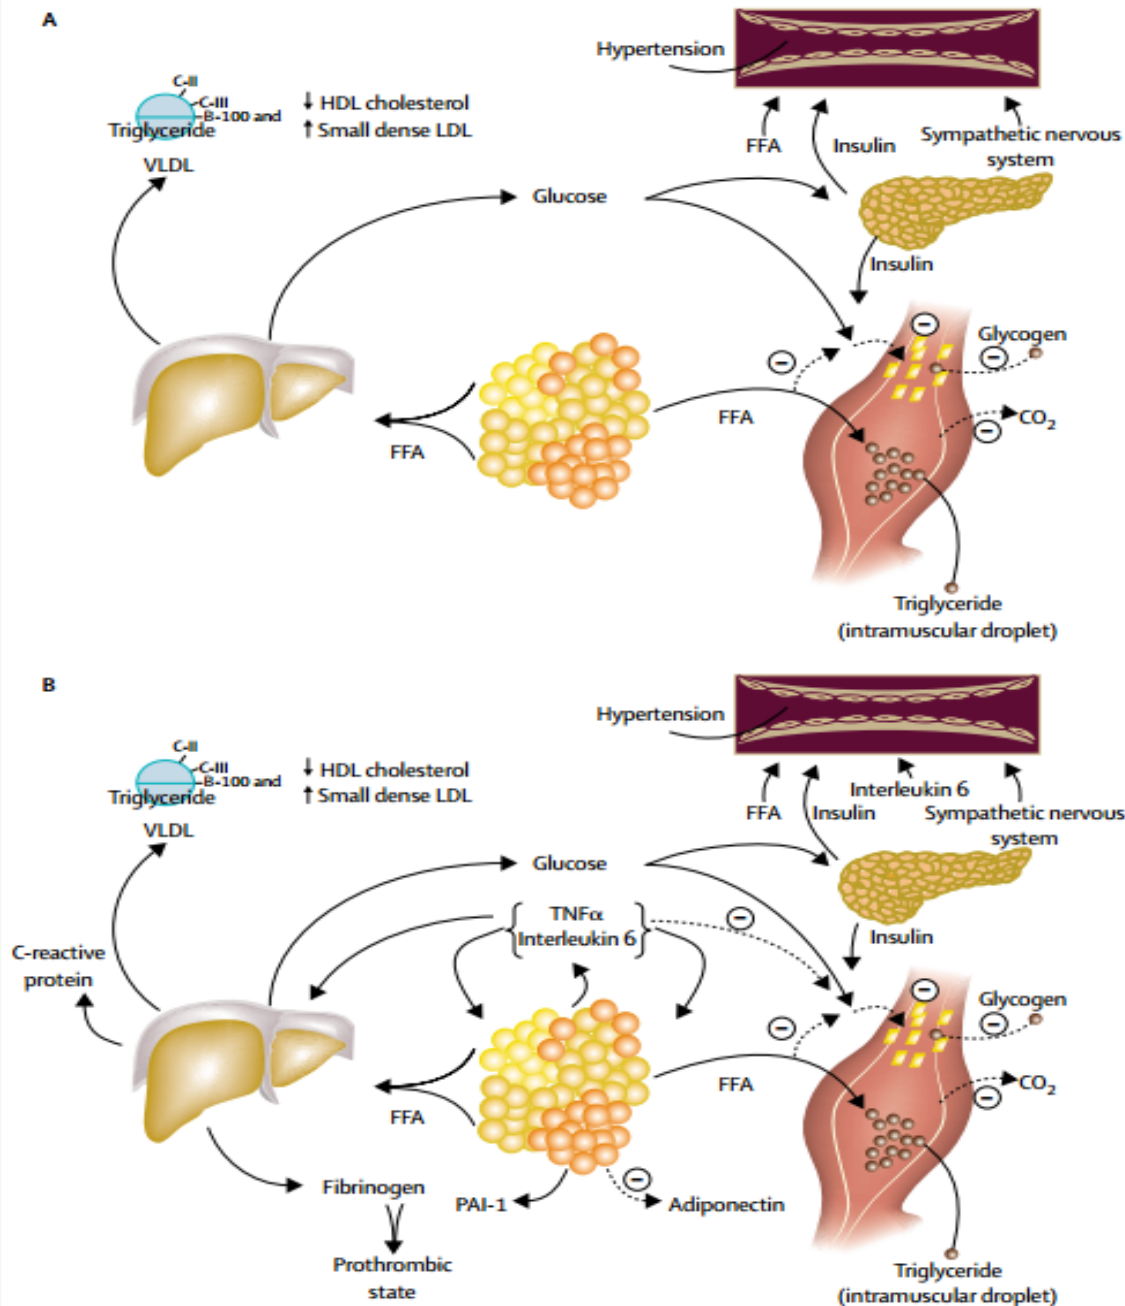 A
Hypertension
C-II
C-III
B-100 and
Triglyceride
VLDL
↓ HDL cholesterol
↑ Small dense LDL
FFA
Insulin
Sympathetic nervous
system
Glucose
Insulin
Glycogen
−
−
−
FFA
FFA
CO₂
−
Triglyceride
(intramuscular droplet)
B
Hypertension
C-II
C-III
B-100 and
Triglyceride
VLDL
↓ HDL cholesterol
↑ Small dense LDL
FFA
Insulin
Interleukin 6
Sympathetic nervous
system
Glucose
TNFα
Interleukin 6
−
Insulin
C-reactive
protein
Glycogen
−
−
−
FFA
FFA
CO₂
−
Fibrinogen
PAI-1
−
Adiponectin
Prothrombic
state
Triglyceride
(intramuscular droplet)